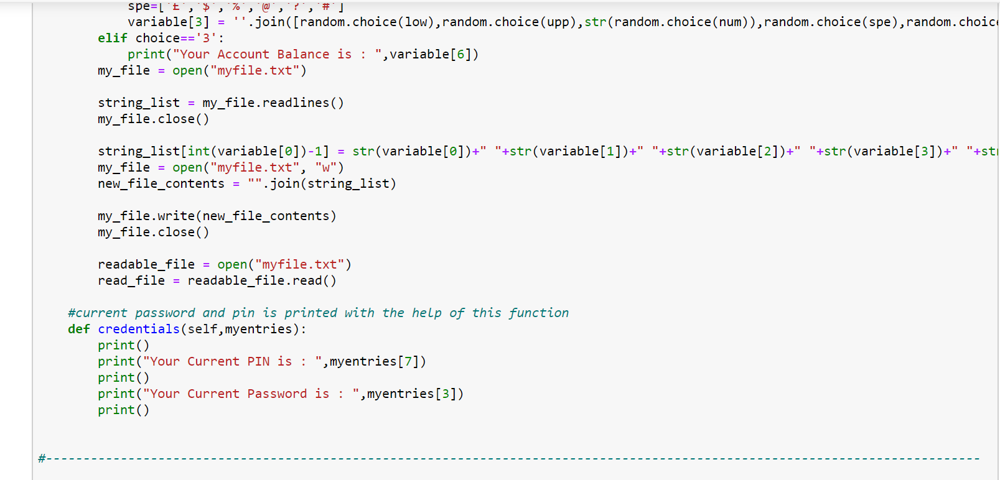 spe=['£','$','%','@','?','#']
variable[3] = ''.join([random.choice(low),random.choice(upp),str(random.choice(num)),random.choice(spe),random.choic
elif choice=='3':
print("Your Account Balance is : ",variable[6])
my_file = open("myfile.txt")
string_list = my_file.readlines()
my_file.close()
string_list[int(variable[0])-1] = str(variable[0])+" "+str(variable[1])+" "+str(variable[2])+" "+str(variable[3])+" "+st
my_file = open("myfile.txt", "w")
new_file_contents = "".join(string_list)
my_file.write(new_file_contents)
my_file.close()
readable_file = open("myfile.txt")
read_file = readable_file.read()
#current password and pin is printed with the help of this function
def credentials(self,myentries):
print()
print("Your Current PIN is : ",myentries[7])
print()
print("Your Current Password is : ",myentries[3])
print()
#-----------------------------------------------------------------------------------------------------------------------------